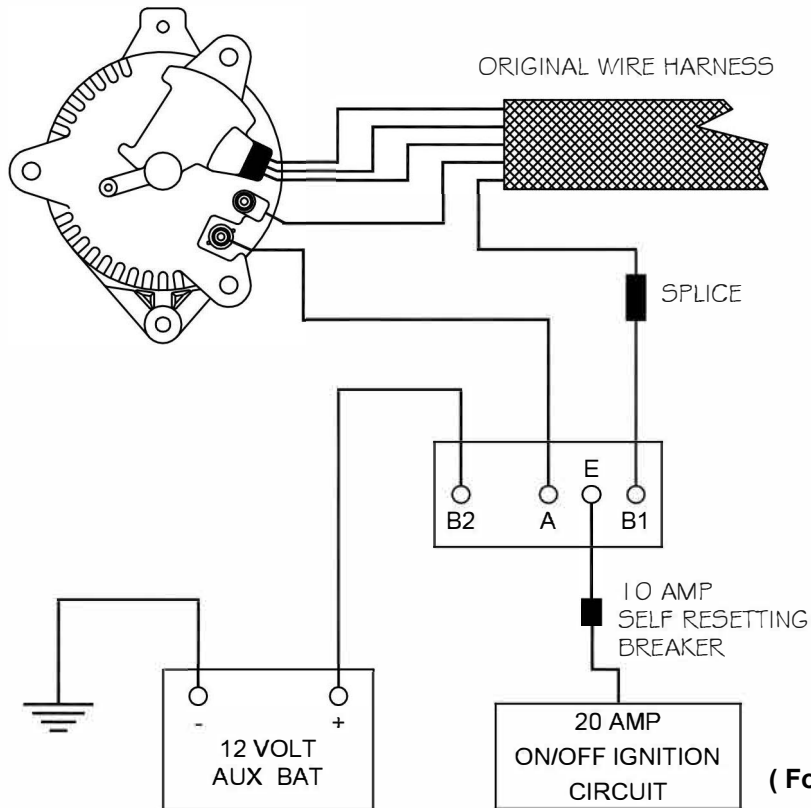 ORIGINAL WIRE HARNESS
SPLICE
E
B2 A B1
10 AMP
SELF RESETTING
BREAKER
- +
12 VOLT
AUX BAT
20 AMP
ON/OFF IGNITION
CIRCUIT
(